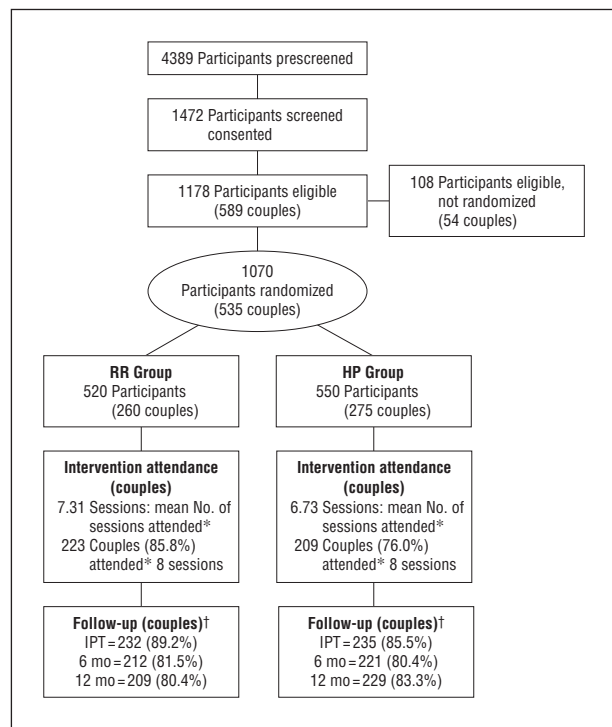 4389 Participants prescreened
1472 Participants screened
consented
1178 Participants eligible
(589 couples)
108 Participants eligible,
not randomized
(54 couples)
1070
Participants randomized
(535 couples)
RR Group
520 Participants
(260 couples)
HP Group
550 Participants
(275 couples)
Intervention attendance
(couples)
7.31 Sessions: mean No. of
sessions attended*
223 Couples (85.8%)
attended* 8 sessions
Intervention attendance
(couples)
6.73 Sessions: mean No. of
sessions attended*
209 Couples (76.0%)
attended* 8 sessions
Follow-up (couples)†
IPT = 232 (89.2%)
6 mo = 212 (81.5%)
12 mo = 209 (80.4%)
Follow-up (couples)†
IPT = 235 (85.5%)
6 mo = 221 (80.4%)
12 mo = 229 (83.3%)